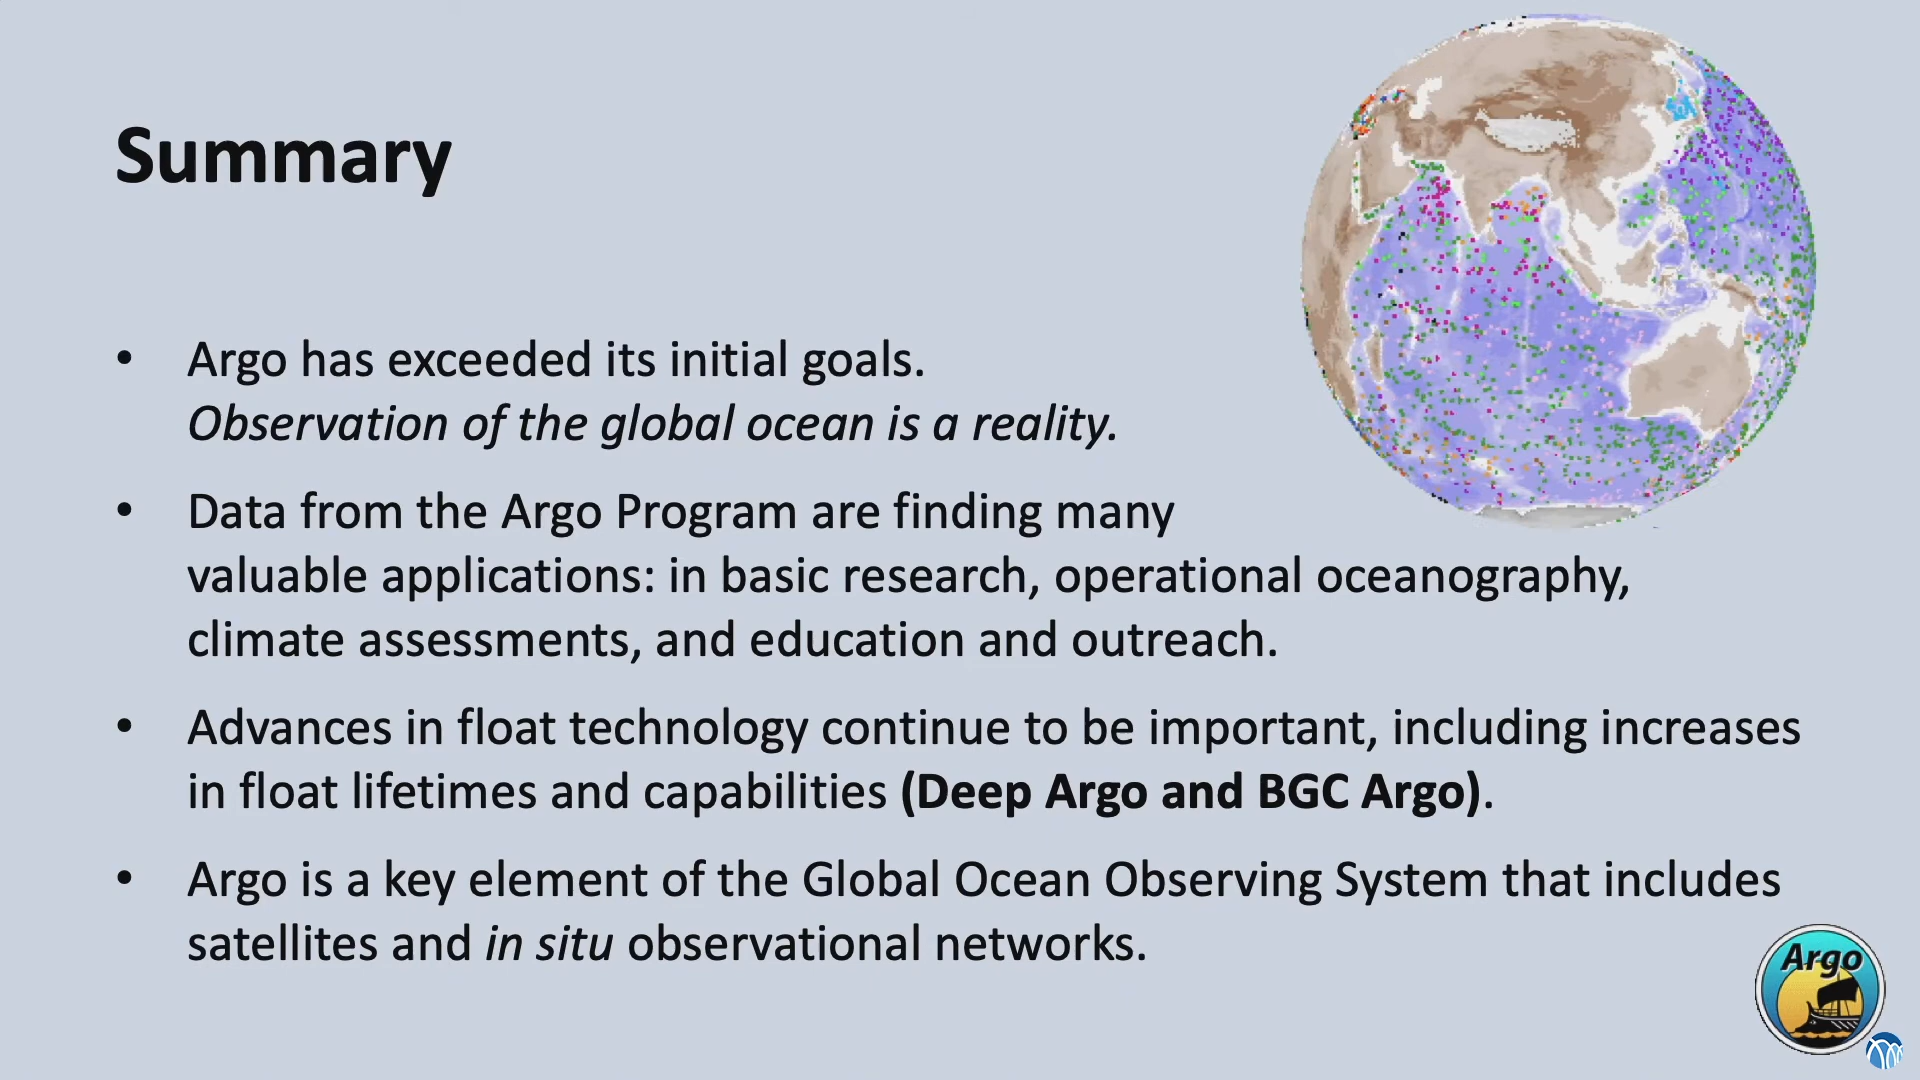 Summary
• Argo has exceeded its initial goals.
Observation of the global ocean is a reality.
• Data from the Argo Program are finding many
valuable applications: in basic research, operational oceanography,
climate assessments, and education and outreach.
• Advances in float technology continue to be important, including increases
in float lifetimes and capabilities (Deep Argo and BGC Argo).
• Argo is a key element of the Global Ocean Observing System that includes
satellites and in situ observational networks.
Argo